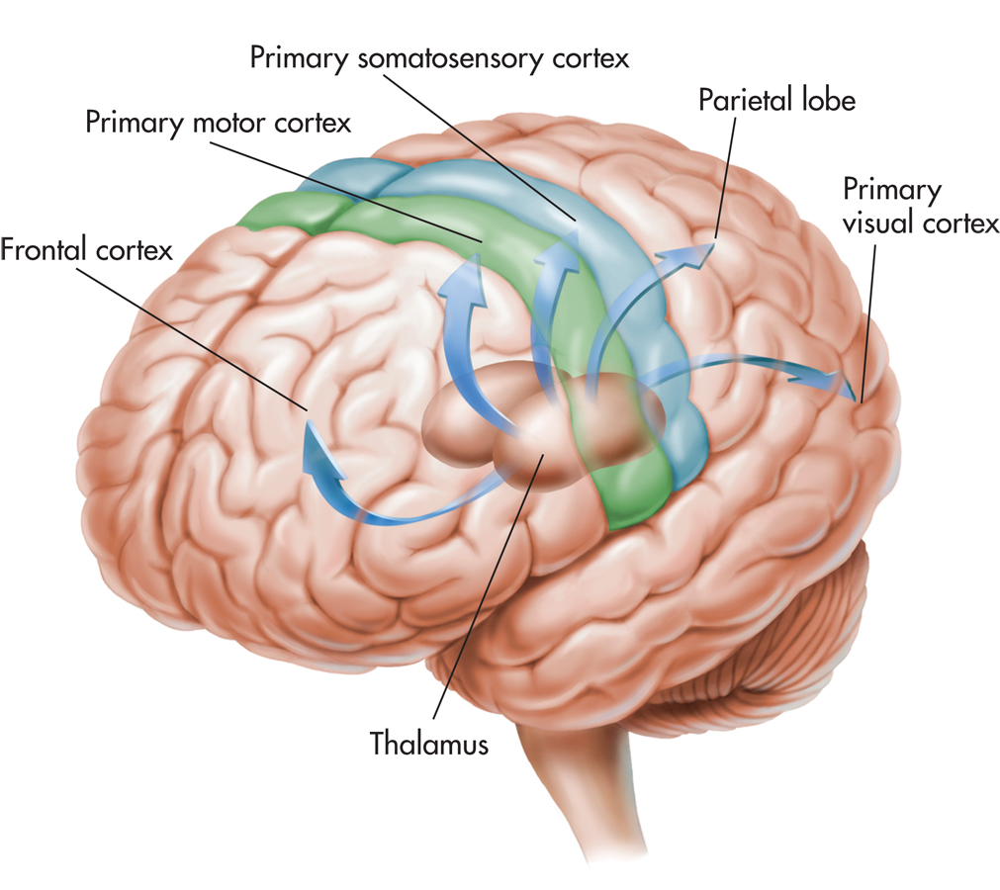 Primary somatosensory cortex
Parietal lobe
Primary motor cortex
Primary
visual cortex
Frontal cortex
Thalamus